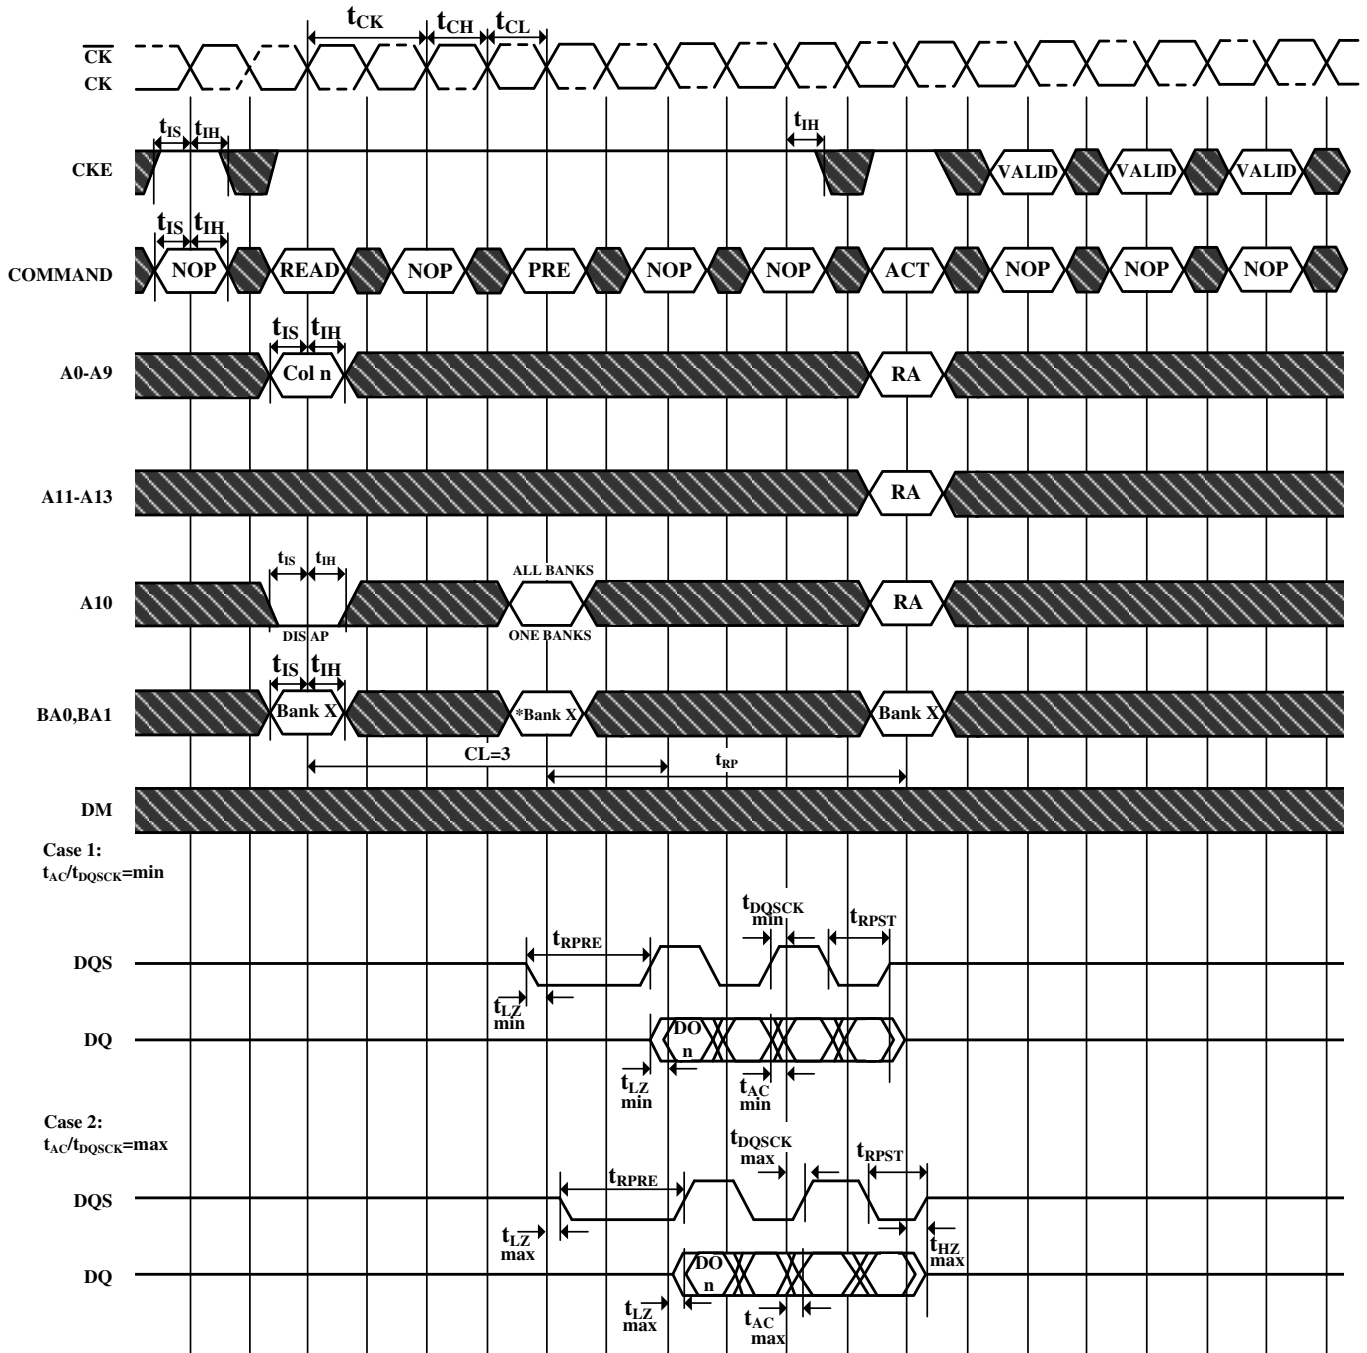 tCK tCH tCL
CK
CK
tIS tIH tIH
CKE VALID VALID VALID
tIS tIH
COMMAND NOP READ NOP PRE NOP NOP ACT NOP NOP NOP
tIS tIH
A0-A9 Col n RA
A11-A13 RA
tIS tIH ALL BANKS
A10 RA
DIS AP ONE BANKS
tIS tIH
BA0,BA1 Bank X *Bank X Bank X
CL=3 tRP
DM
Case 1:
tAC/tDQSCK=min
tDQSCK min tRPST
tRPRE
DQS
tLZ min
DQ DO n
tLZ min tAC min
Case 2:
tAC/tDQSCK=max
tDQSCK max tRPST
tRPRE
DQS
tLZ max tHZ max
DQ DO n
tLZ max tAC max